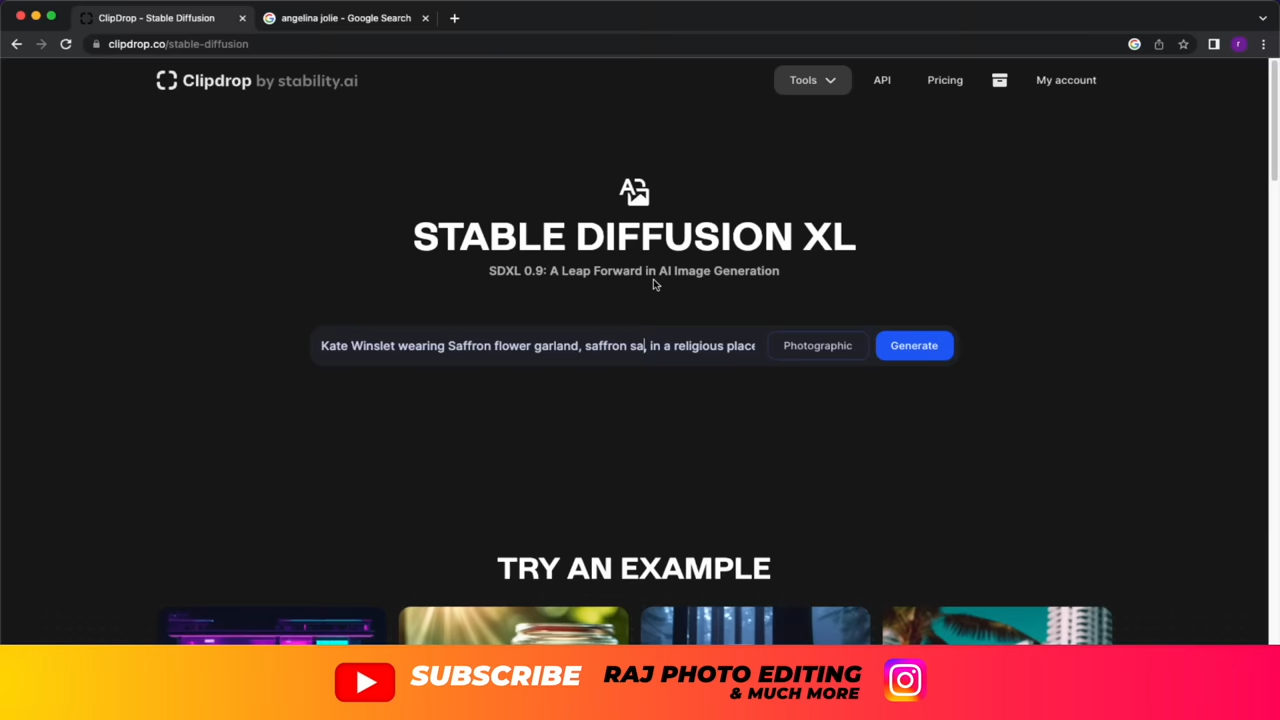 ClipDrop - Stable Diffusion
angelina jolie - Google Search
clipdrop.co/stable-diffusion
Clipdrop by stability.ai
Tools
API
Pricing
My account
STABLE DIFFUSION XL
SDXL 0.9: A Leap Forward in AI Image Generation
Kate Winslet wearing Saffron flower garland, saffron sa, in a religious place
Photographic
Generate
TRY AN EXAMPLE
SUBSCRIBE
RAJ PHOTO EDITING
& MUCH MORE